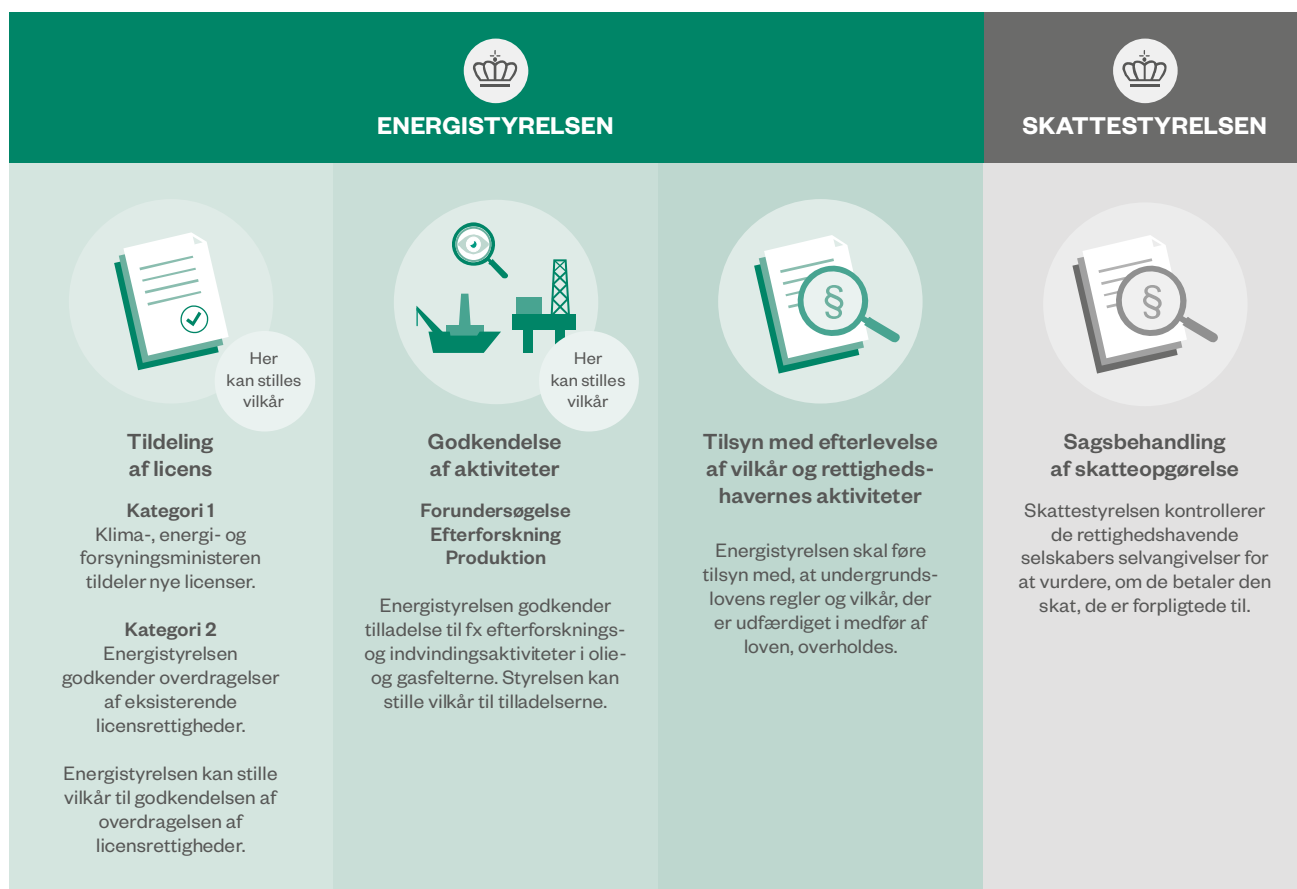 ENERGISTYRELSEN
SKATTESTYRELSEN
Her
kan stilles
vilkår
Tildeling
af licens
Kategori 1
Klima-, energi- og
forsyningsministeren
tildeler nye licenser.
Kategori 2
Energistyrelsen
godkender overdragelser
af eksisterende
licensrettigheder.
Energistyrelsen kan stille
vilkår til godkendelsen af
overdragelsen af
licensrettigheder.
Her
kan stilles
vilkår
Godkendelse
af aktiviteter
Forundersøgelse
Efterforskning
Produktion
Energistyrelsen godkender
tilladelse til fx efterforsknings-
og indvindingsaktiviteter i olie-
og gasfelterne. Styrelsen kan
stille vilkår til tilladelserne.
§
Tilsyn med efterlevelse
af vilkår og rettigheds-
havernes aktiviteter
Energistyrelsen skal føre
tilsyn med, at undergrunds-
lovens regler og vilkår, der
er udfærdiget i medfør af
loven, overholdes.
§
Sagsbehandling
af skatteopgørelse
Skattestyrelsen kontrollerer
de rettighedshavende
selskabers selvangivelser for
at vurdere, om de betaler den
skat, de er forpligtede til.